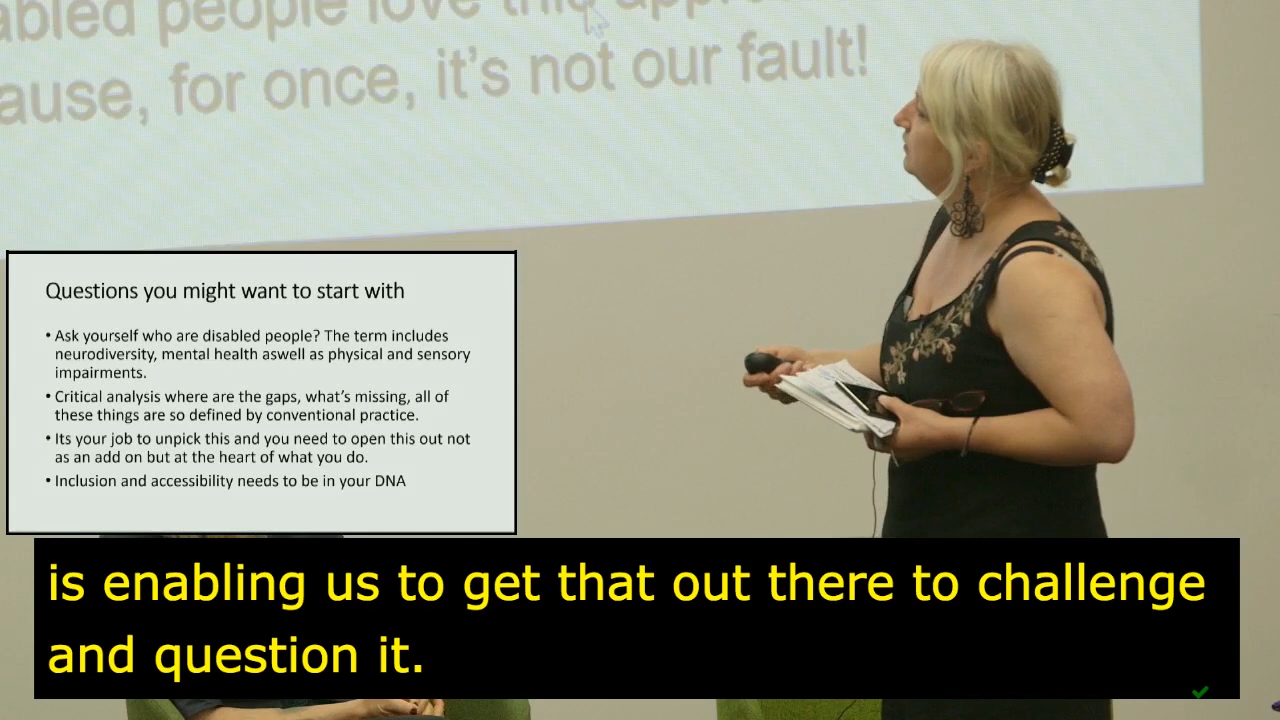 abled people love this
ause, for once, it's not our fault!
Questions you might want to start with
• Ask yourself who are disabled people? The term includes
neurodiversity, mental health aswell as physical and sensory
impairments.
• Critical analysis where are the gaps, what's missing, all of
these things are so defined by conventional practice.
• Its your job to unpick this and you need to open this out not
as an add on but at the heart of what you do.
• Inclusion and accessibility needs to be in your DNA
is enabling us to get that out there to challenge
and question it.